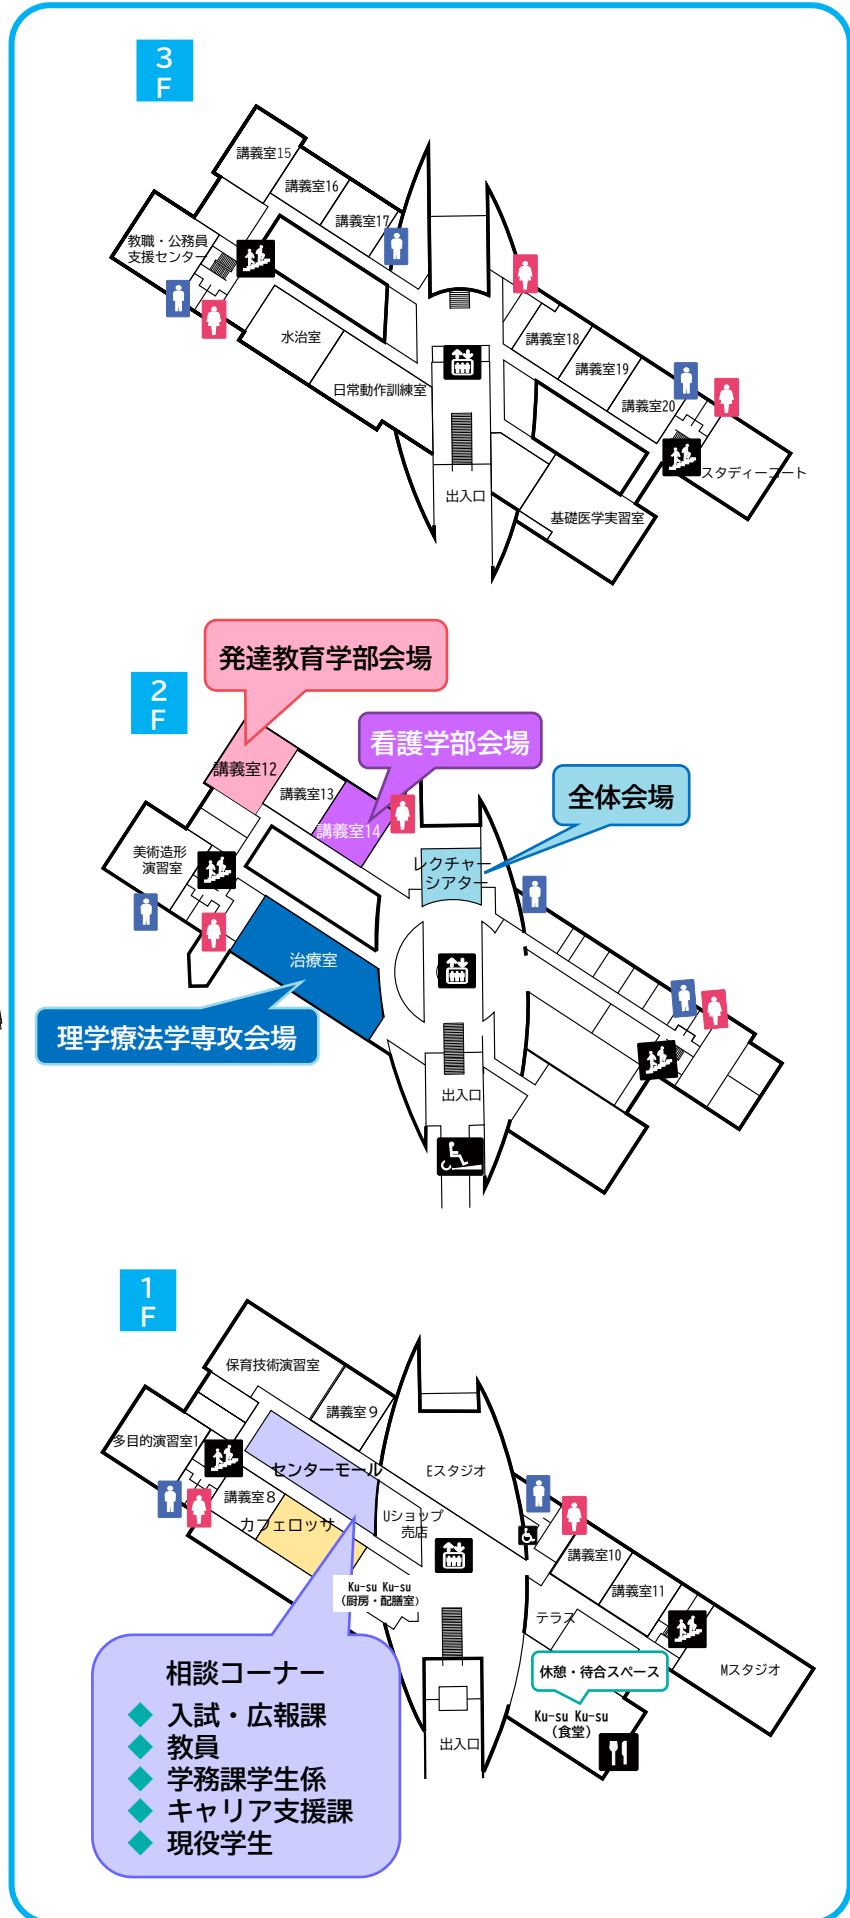 3
F
講義室15
講義室16
講義室17
教職・公務員
支援センター
水治室
日常動作訓練室
講義室18
講義室19
講義室20
スタディーコート
出入口
基礎医学実習室
発達教育学部会場
2
F
看護学部会場
全体会場
講義室12
講義室13
講義室14
レクチャー
シアター
美術造形
演習室
治療室
理学療法学専攻会場
出入口
1
F
保育技術演習室
講義室9
多目的演習室1
センターモール
Eスタジオ
講義室8
カフェロッサ
Uショップ
売店
講義室10
講義室11
Ku-su Ku-su
(厨房・配膳室)
テラス
Mスタジオ
休憩・待合スペース
Ku-su Ku-su
(食堂)
出入口
相談コーナー
◆ 入試・広報課
◆ 教員
◆ 学務課学生係
◆ キャリア支援課
◆ 現役学生